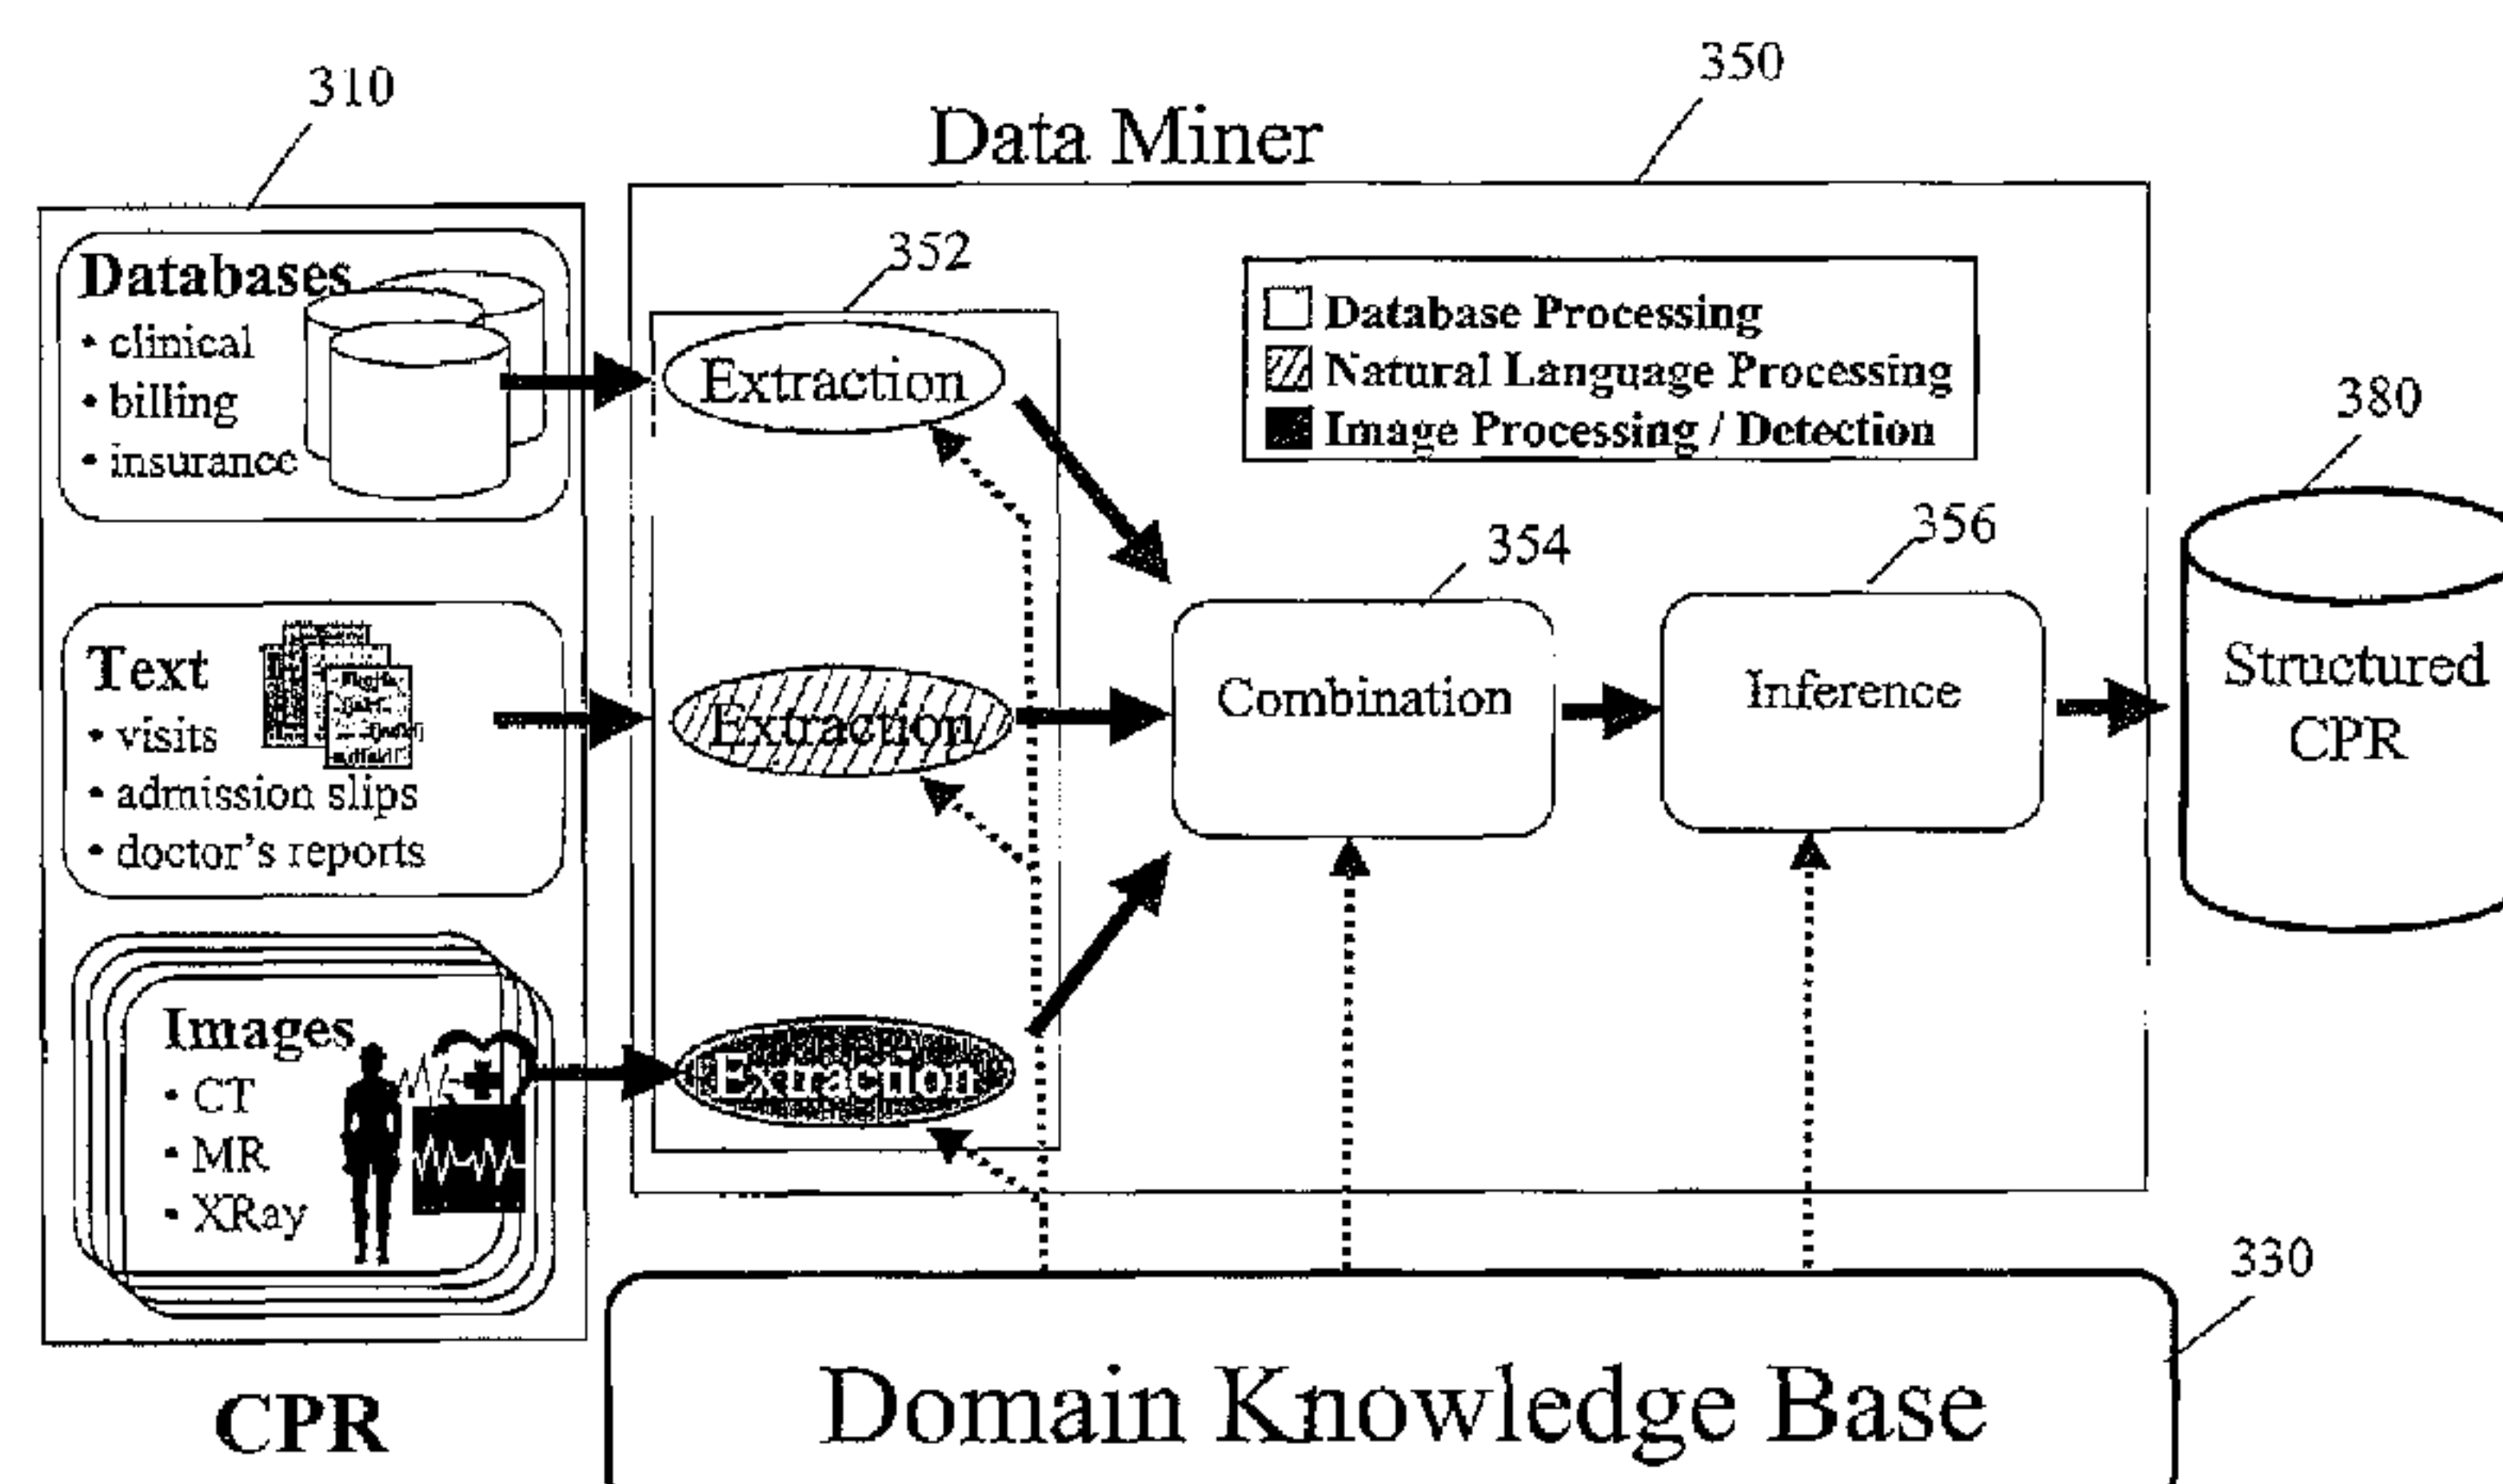 310
350
Data Miner
Databases
• clinical
• billing
• insurance
352
Extraction
Database Processing
Natural Language Processing
Image Processing / Detection
380
354
356
Text
• visits
• admission slips
• doctor's reports
Extraction
Combination
Inference
Structured
CPR
Images
• CT
• MR
• XRay
Extraction
330
CPR
Domain Knowledge Base